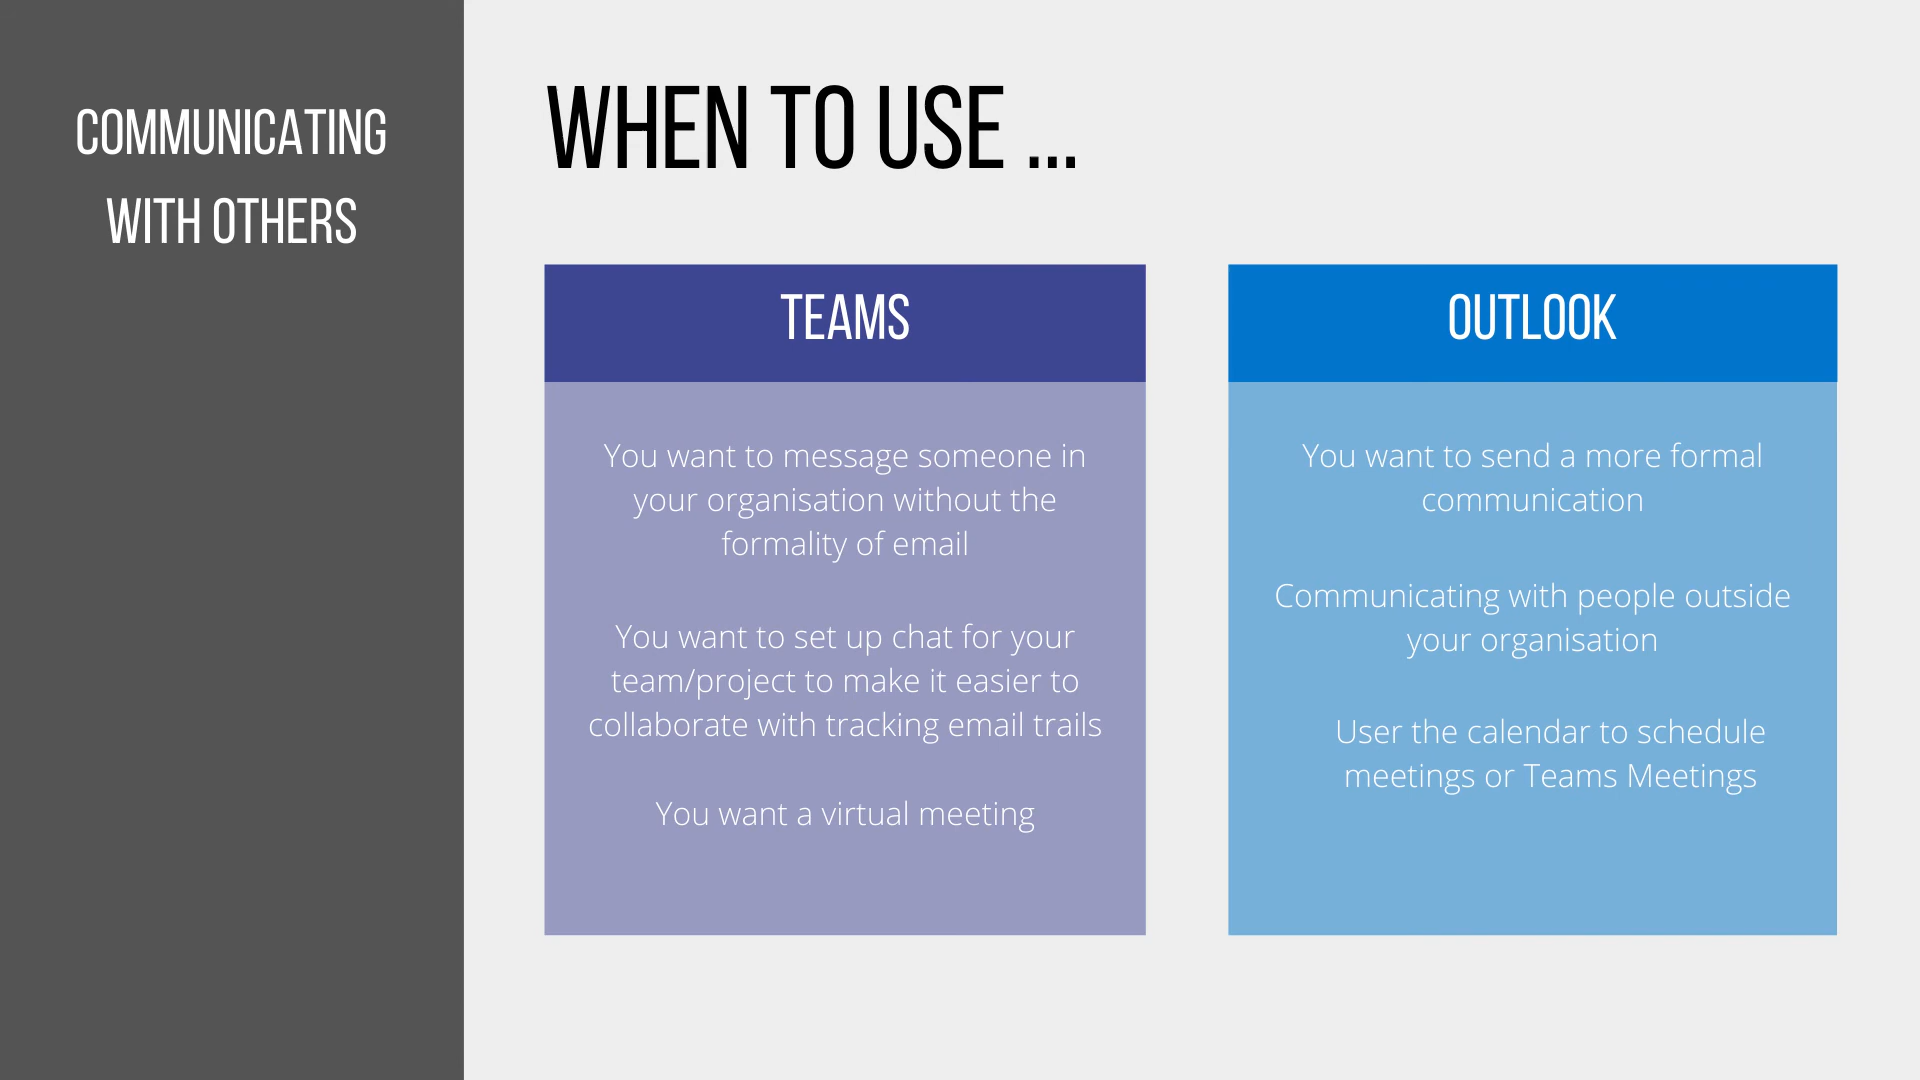 COMMUNICATING
WITH OTHERS
WHEN TO USE ...
TEAMS
You want to message someone in
your organisation without the
formality of email
You want to set up chat for your
team/project to make it easier to
collaborate with tracking email trails
You want a virtual meeting
OUTLOOK
You want to send a more formal
communication
Communicating with people outside
your organisation
User the calendar to schedule
meetings or Teams Meetings